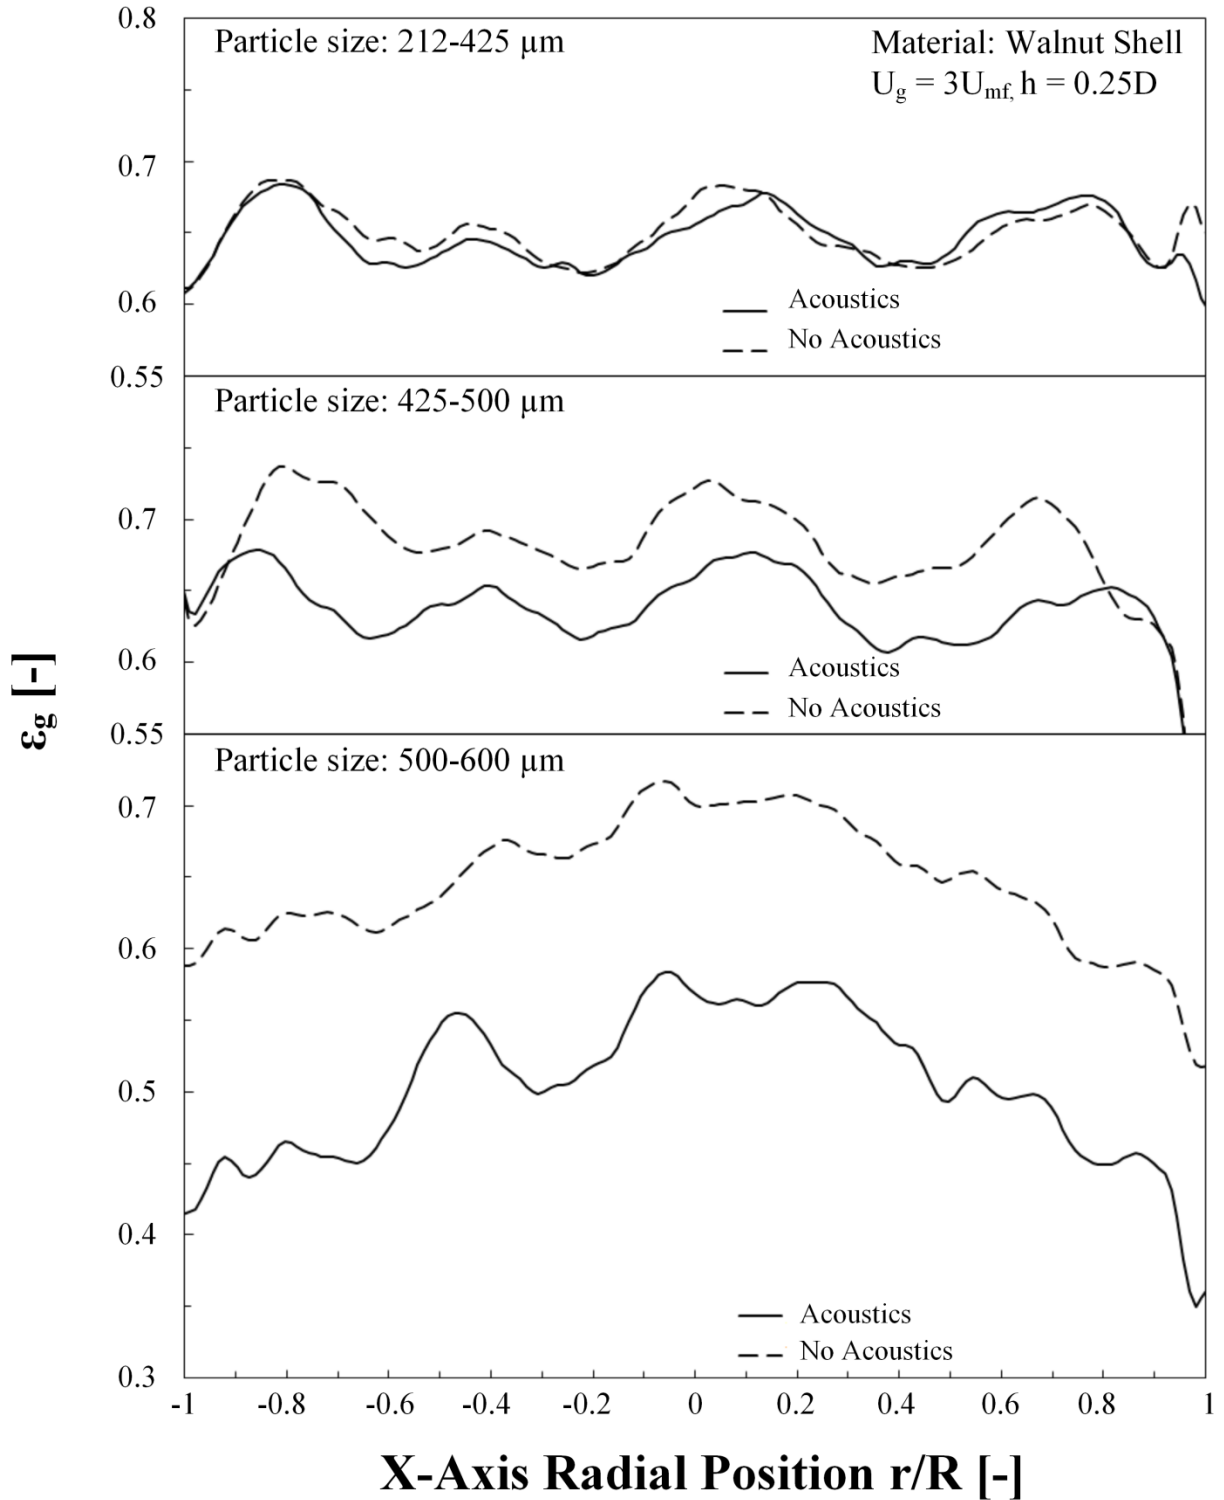 0.8
Particle size: 212-425 µm
Material: Walnut Shell
Ug = 3Umf, h = 0.25D
0.7
0.6
Acoustics
No Acoustics
0.55
Particle size: 425-500 µm
0.7
0.6
Acoustics
No Acoustics
0.55
εg [-]
Particle size: 500-600 µm
0.7
0.6
0.5
0.4
Acoustics
No Acoustics
0.3
-1 -0.8 -0.6 -0.4 -0.2 0 0.2 0.4 0.6 0.8 1
X-Axis Radial Position r/R [-]